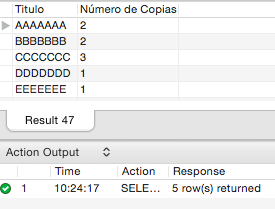 Titulo Número de Copias
AAAAAAA 2
BBBBBBB 2
CCCCCCC 3
DDDDDDD 1
EEEEEEE 1
Result 47
Action Output
Time Action Response
1 10:24:17 SELE... 5 row(s) returned